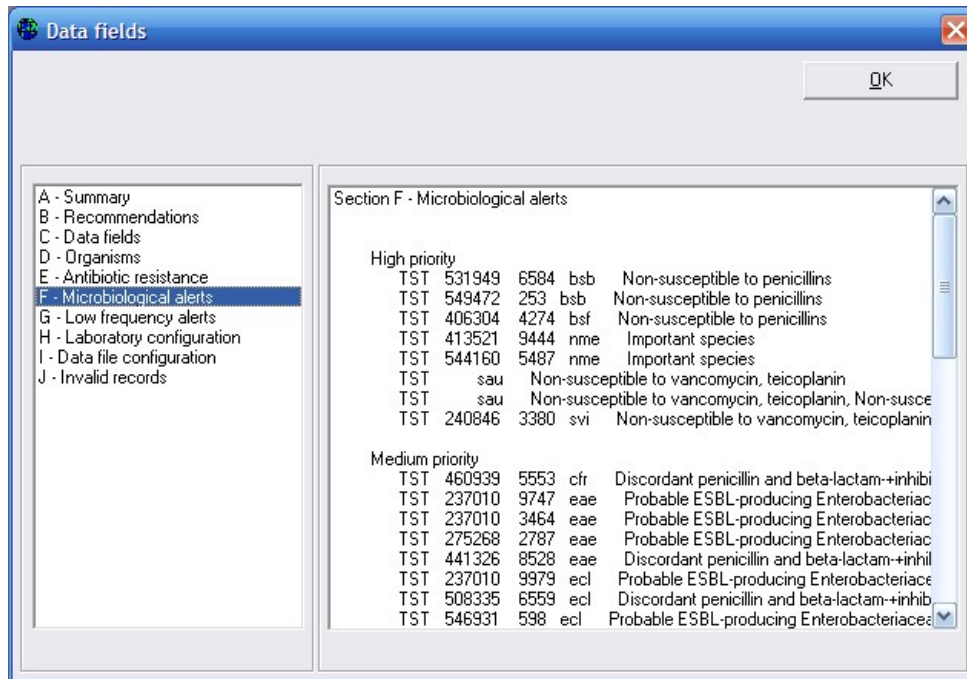 Data fields
OK
A - Summary
B - Recommendations
C - Data fields
D - Organisms
E - Antibiotic resistance
F - Microbiological alerts
G - Low frequency alerts
H - Laboratory configuration
I - Data file configuration
J - Invalid records
Section F - Microbiological alerts
High priority
TST 531949 6584 bsb Non-susceptible to penicillins
TST 549472 253 bsb Non-susceptible to penicillins
TST 406304 4274 bsf Non-susceptible to penicillins
TST 413521 9444 nme Important species
TST 544160 5487 nme Important species
TST sau Non-susceptible to vancomycin, teicoplanin
TST sau Non-susceptible to vancomycin, teicoplanin, Non-susce
TST 240846 3380 svi Non-susceptible to vancomycin, teicoplanin
Medium priority
TST 460939 5553 cfr Discordant penicillin and beta-lactam-+inhibi
TST 237010 9747 eae Probable ESBL-producing Enterobacteriac
TST 237010 3464 eae Probable ESBL-producing Enterobacteriac
TST 275268 2787 eae Probable ESBL-producing Enterobacteriac
TST 441326 8528 eae Discordant penicillin and beta-lactam-+inhil
TST 237010 9979 ecl Probable ESBL-producing Enterobacteriace
TST 508335 6559 ecl Discordant penicillin and beta-lactam-+inhib
TST 546931 598 ecl Probable ESBL-producing Enterobacteriacea